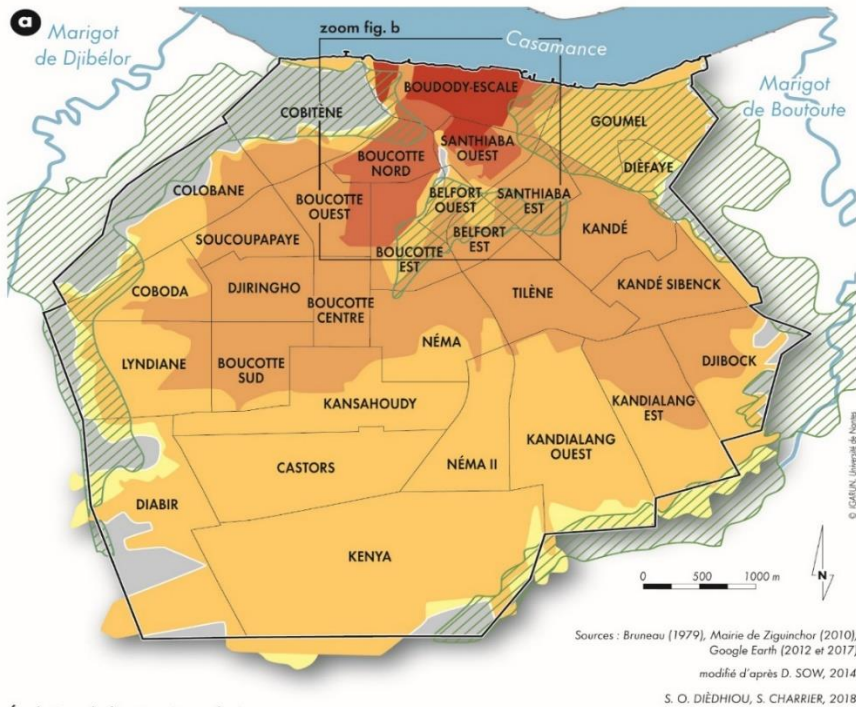 a
zoom fig. b
Marigot
de Djibélor
Casamance
Marigot
de Boutoute
BOUDODY-ESCALE
COBITÈNE
GOUMEL
SANTHIABA
OUEST
BOUCOTTE
NORD
DIÈFAYE
COLOBANE
BELFORT
OUEST
SANTHIABA
EST
BOUCOTTE
OUEST
KANDÉ
BELFORT
EST
SOUCOUPAPAYE
BOUCOTTE
EST
KANDÉ SIBENCK
COBODA
DJIRINGHO
TILÈNE
BOUCOTTE
CENTRE
NÉMA
LYNDIANE
BOUCOTTE
SUD
DJIBOCK
KANSAHOUDY
KANDIALANG
EST
KANDIALANG
OUEST
CASTORS
NÉMA II
DIABIR
KENYA
0 500 1000 m
N
© IGARUN, Université de Nantes
Sources : Bruneau (1979), Mairie de Ziguinchor (2010),
Google Earth (2012 et 2017)
modifié d'après D. SOW, 2014
S. O. DIÈDHIOU, S. CHARRIER, 2018